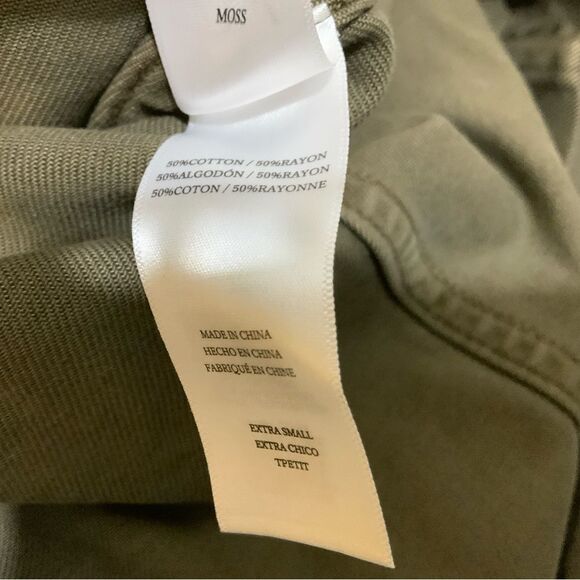 MOSS
50%COTTON / 50%RAYON
50%ALGODÓN / 50%RAYON
50%COTON / 50%RAYONNE
MADE IN CHINA
HECHO EN CHINA
FABRIQUÉ EN CHINE
EXTRA SMALL
EXTRA CHICO
TPETIT